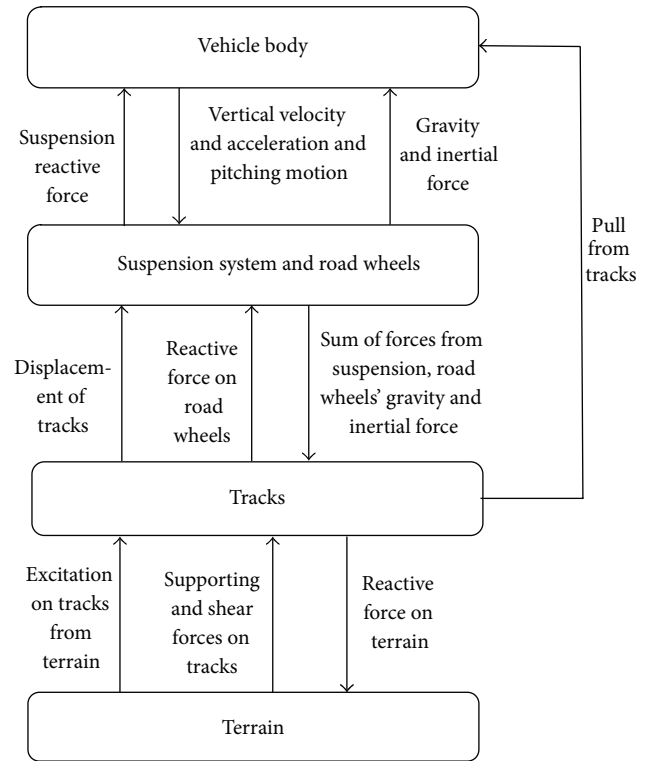 Vehicle body
Suspension
reactive
force
Vertical velocity
and acceleration and
pitching motion
Gravity
and inertial
force
Pull
from
tracks
Suspension system and road wheels
Displacem-
ent of
tracks
Reactive
force on
road
wheels
Sum of forces from
suspension, road
wheels’ gravity and
inertial force
Tracks
Excitation
on tracks
from
terrain
Supporting
and shear
forces on
tracks
Reactive
force on
terrain
Terrain